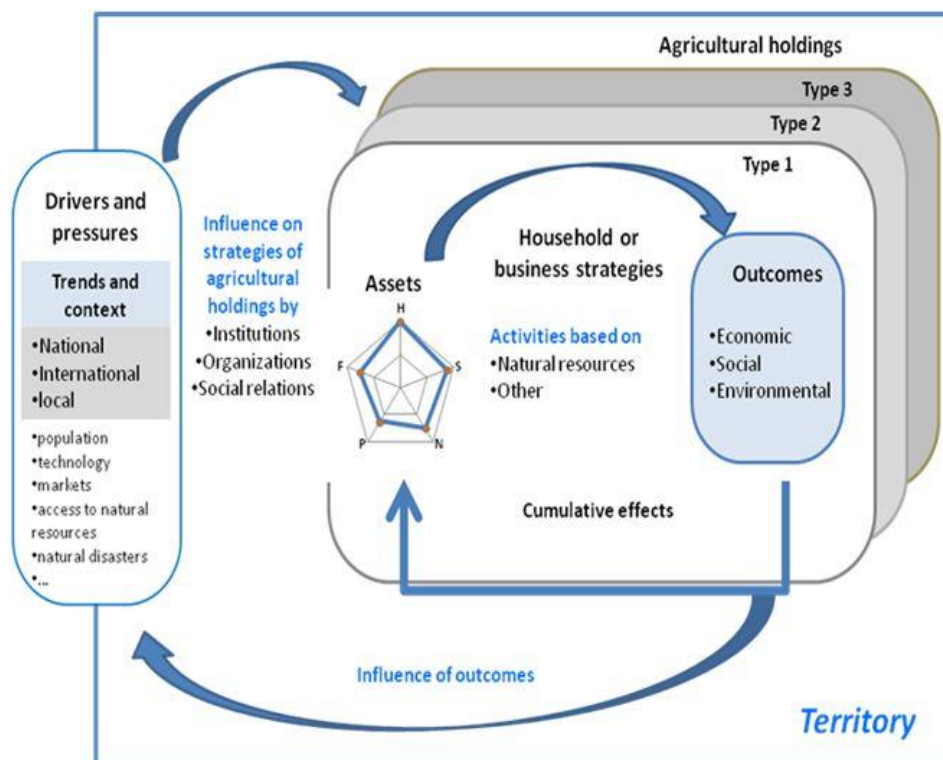 Agricultural holdings
Type 3
Type 2
Type 1
Drivers and
pressures
Trends and
context
•National
•International
•local
•population
•technology
•markets
•access to natural
resources
•natural disasters
•...
Influence on
strategies of
agricultural
holdings by
•Institutions
•Organizations
•Social relations
Assets
H
F
S
P
N
Household or
business strategies
Activities based on
•Natural resources
•Other
Outcomes
•Economic
•Social
•Environmental
Cumulative effects
Influence of outcomes
Territory